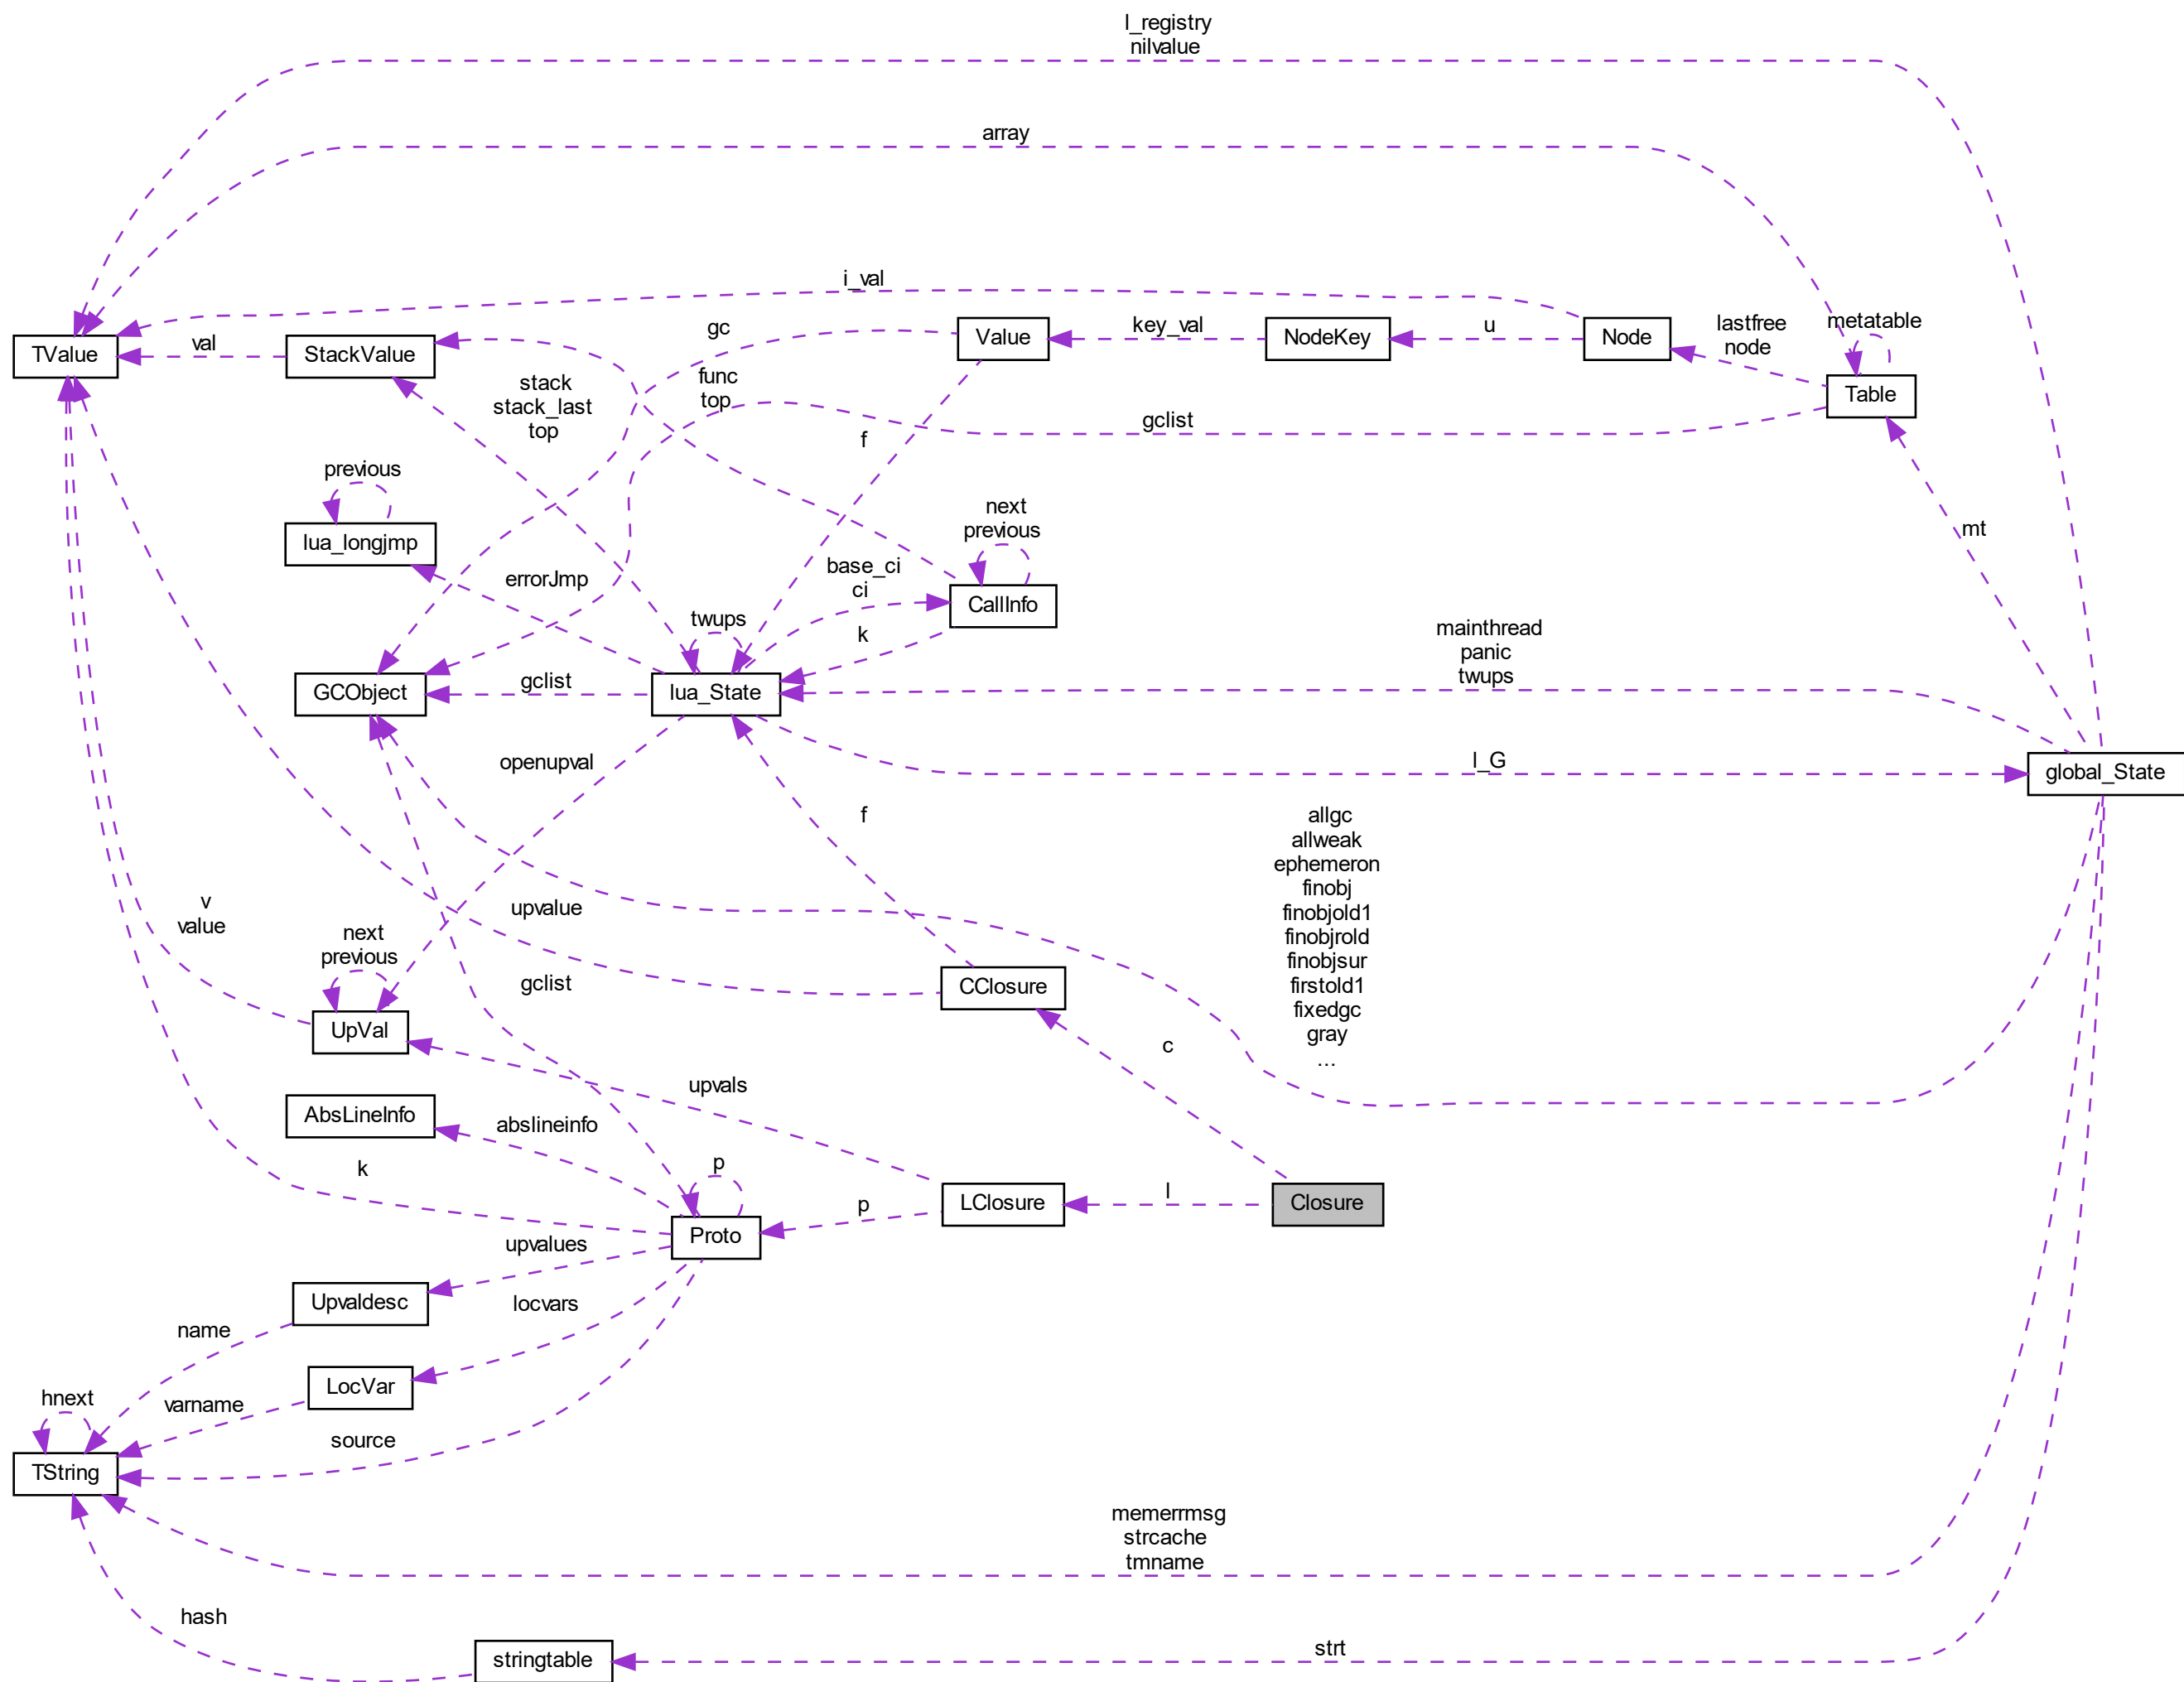 l_registry
nilvalue
array
i_val
TValue
val
StackValue
gc
Value
key_val
NodeKey
u
Node
lastfree
node
metatable
Table
stack
stack_last
top
func
top
f
gclist
previous
lua_longjmp
errorJmp
next
previous
base_ci
ci
CallInfo
mt
twups
k
mainthread
panic
twups
GCObject
gclist
lua_State
openupval
l_G
global_State
f
allgc
allweak
ephemeron
finobj
finobjold1
finobjrold
finobjsur
firstold1
fixedgc
gray
...
v
value
upvalue
next
previous
gclist
CClosure
UpVal
c
upvals
AbsLineInfo
abslineinfo
k
p
l
LClosure
Closure
p
Proto
upvalues
Upvaldesc
locvars
name
LocVar
hnext
varname
source
TString
memerrmsg
strcache
tmname
hash
stringtable
strt